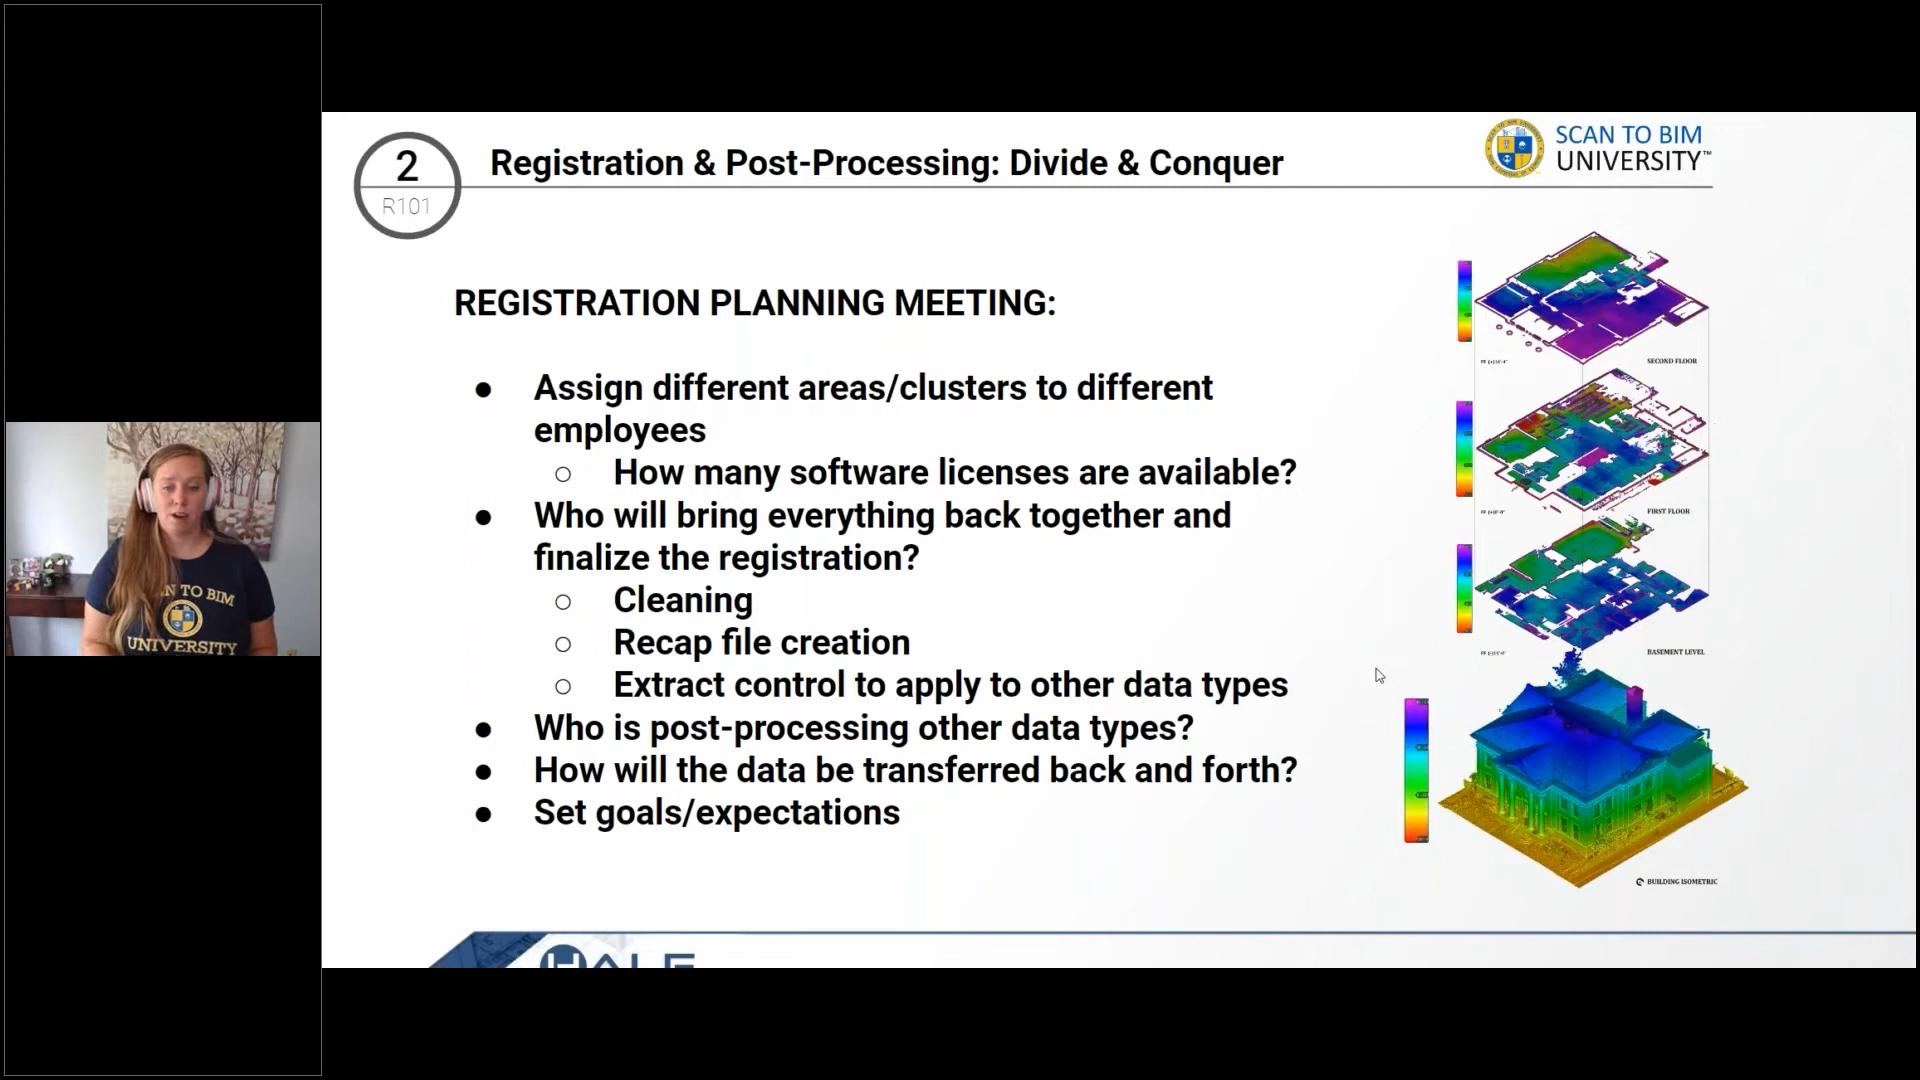 2
R101
Registration & Post-Processing: Divide & Conquer
SCAN TO BIM
UNIVERSITY™
REGISTRATION PLANNING MEETING:
● Assign different areas/clusters to different
employees
○ How many software licenses are available?
● Who will bring everything back together and
finalize the registration?
○ Cleaning
○ Recap file creation
○ Extract control to apply to other data types
● Who is post-processing other data types?
● How will the data be transferred back and forth?
● Set goals/expectations
SECOND FLOOR
FIRST FLOOR
BASEMENT LEVEL
BUILDING ISOMETRIC
N TO BIM
UNIVERSITY
HALE